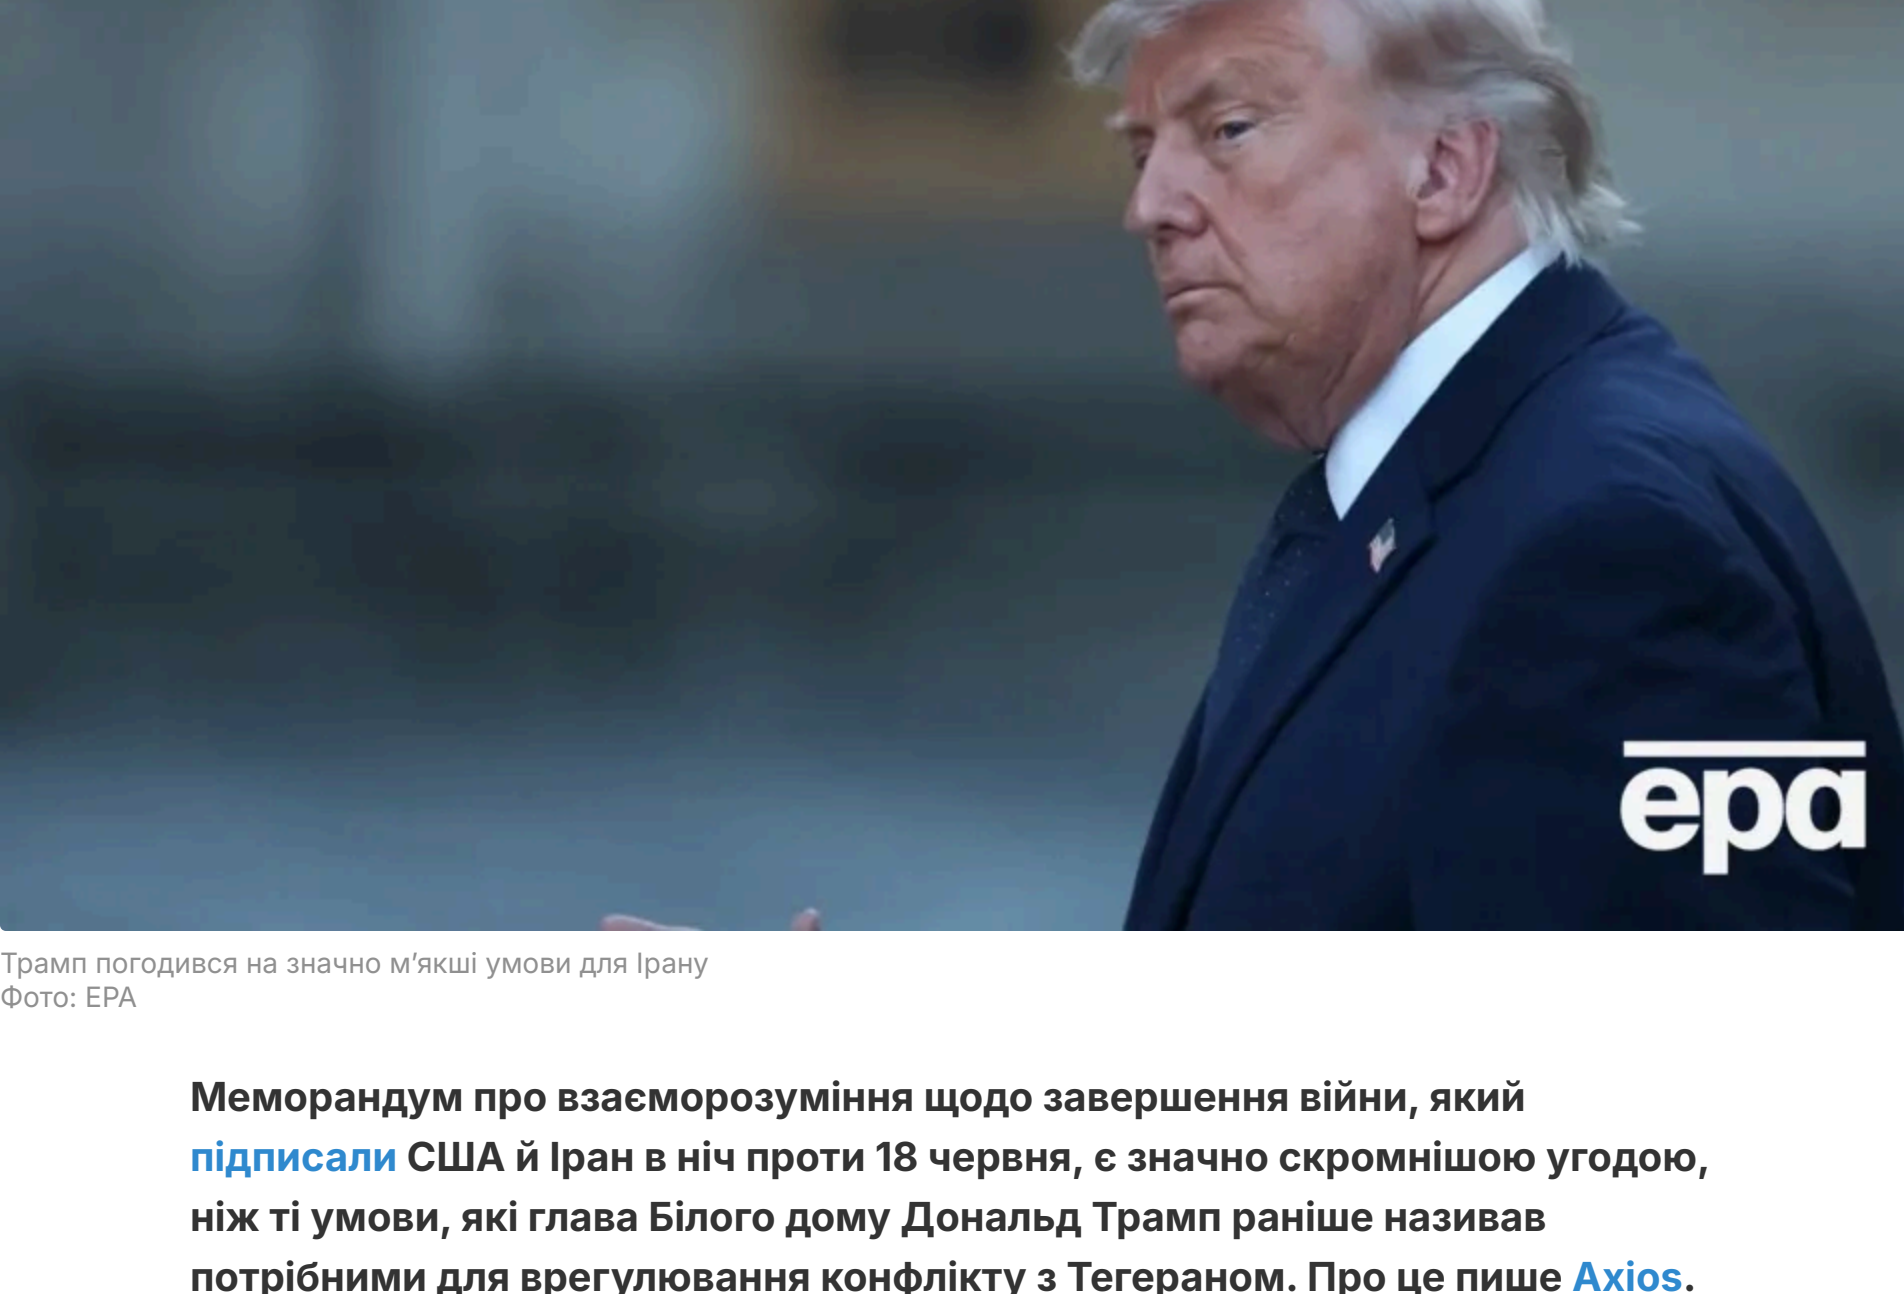 epa
Трамп погодився на значно м’якші умови для Ірану
Фото: EPA
Меморандум про взаєморозуміння щодо завершення війни, який
підписали США й Іран в ніч проти 18 червня, є значно скромнішою угодою,
ніж ті умови, які глава Білого дому Дональд Трамп раніше називав
потрібними для врегулювання конфлікту з Тегераном. Про це пише Axios.